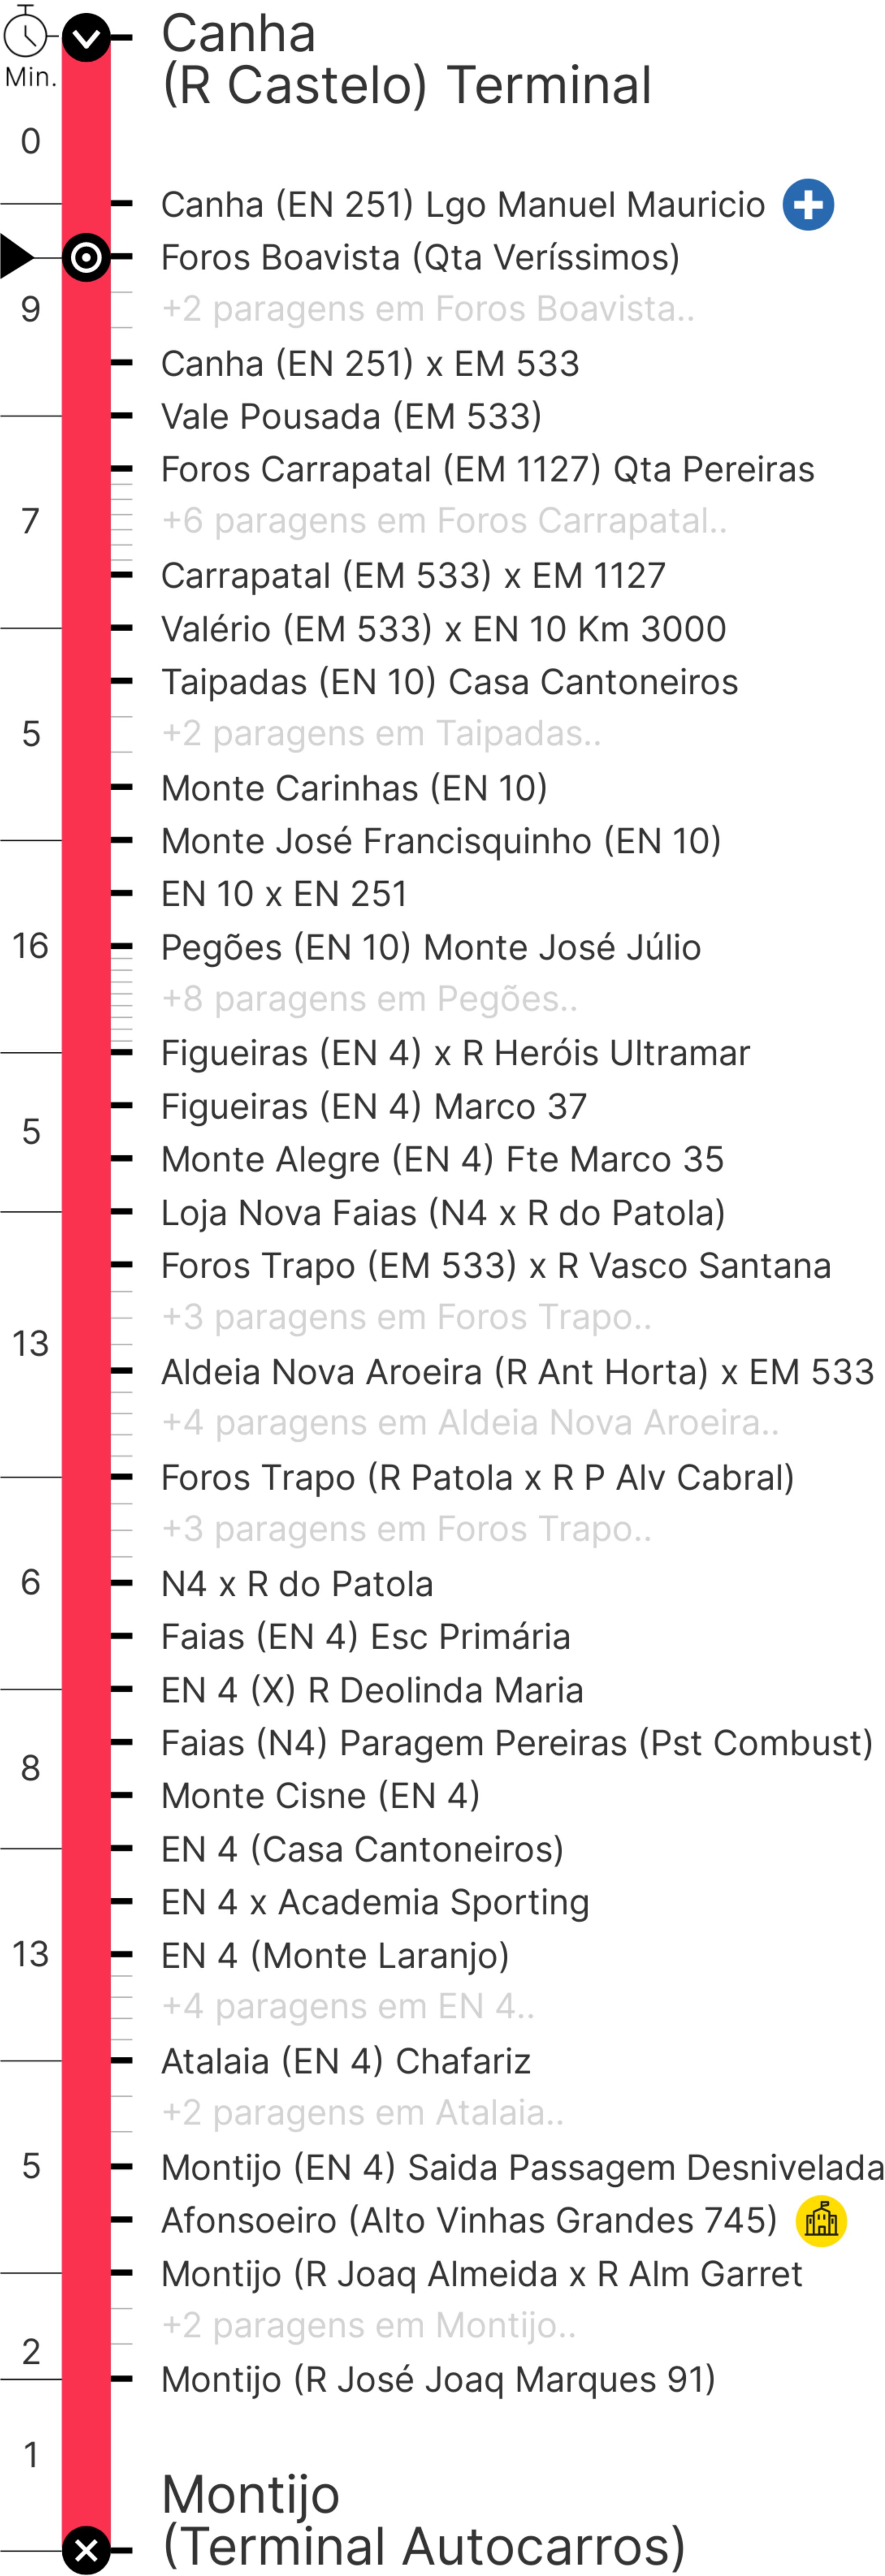 Canha
(R Castelo) Terminal
Min.
0
Canha (EN 251) Lgo Manuel Mauricio
Foros Boavista (Qta Veríssimos)
9
+2 paragens em Foros Boavista..
Canha (EN 251) x EM 533
Vale Pousada (EM 533)
Foros Carrapatal (EM 1127) Qta Pereiras
7
+6 paragens em Foros Carrapatal..
Carrapatal (EM 533) x EM 1127
Valério (EM 533) x EN 10 Km 3000
Taipadas (EN 10) Casa Cantoneiros
5
+2 paragens em Taipadas..
Monte Carinhas (EN 10)
Monte José Francisquinho (EN 10)
EN 10 x EN 251
16
Pegões (EN 10) Monte José Júlio
+8 paragens em Pegões..
Figueiras (EN 4) x R Heróis Ultramar
Figueiras (EN 4) Marco 37
5
Monte Alegre (EN 4) Fte Marco 35
Loja Nova Faias (N4 x R do Patola)
Foros Trapo (EM 533) x R Vasco Santana
+3 paragens em Foros Trapo..
13
Aldeia Nova Aroeira (R Ant Horta) x EM 533
+4 paragens em Aldeia Nova Aroeira..
Foros Trapo (R Patola x R P Alv Cabral)
+3 paragens em Foros Trapo..
6
N4 x R do Patola
Faias (EN 4) Esc Primária
EN 4 (X) R Deolinda Maria
Faias (N4) Paragem Pereiras (Pst Combust)
8
Monte Cisne (EN 4)
EN 4 (Casa Cantoneiros)
EN 4 x Academia Sporting
13
EN 4 (Monte Laranjo)
+4 paragens em EN 4..
Atalaia (EN 4) Chafariz
+2 paragens em Atalaia..
5
Montijo (EN 4) Saida Passagem Desnivelada
Afonsoeiro (Alto Vinhas Grandes 745)
Montijo (R Joaq Almeida x R Alm Garret
+2 paragens em Montijo..
2
Montijo (R José Joaq Marques 91)
1
Montijo
(Terminal Autocarros)